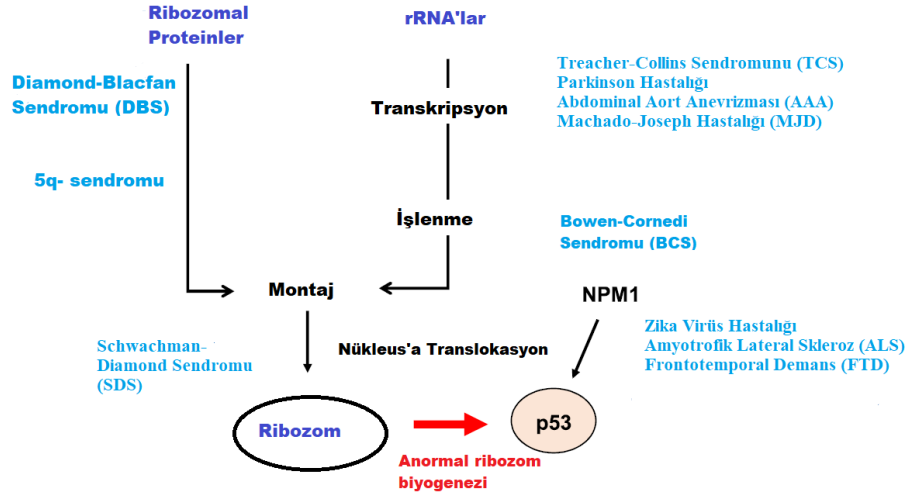 Ribozomal
Proteinler
rRNA'lar
Diamond-Blacfan
Sendromu (DBS)
Transkripsyon
Treacher-Collins Sendromunu (TCS)
Parkinson Hastalığı
Abdominal Aort Anevrizması (AAA)
Machado-Joseph Hastalığı (MJD)
5q- sendromu
İşlenme
Bowen-Cornedi
Sendromu (BCS)
Montaj
NPM1
Schwachman-
Diamond Sendromu
(SDS)
Nükleus'a Translokasyon
Zika Virüs Hastalığı
Amyotrofik Lateral Skleroz (ALS)
Frontotemporal Demans (FTD)
Ribozom
p53
Anormal ribozom
biyogenezi